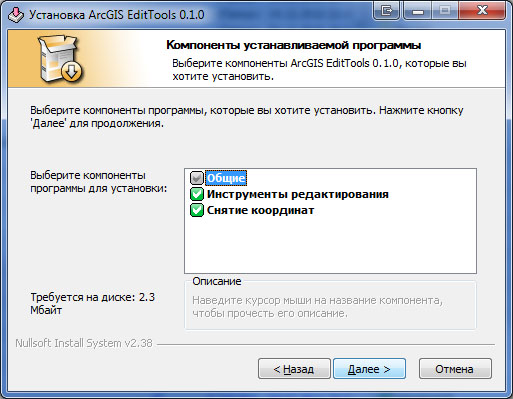 Установка ArcGIS EditTools 0.1.0
Компоненты устанавливаемой программы
Выберите компоненты ArcGIS EditTools 0.1.0, которые вы
хотите установить.
Выберите компоненты программы, которые вы хотите установить. Нажмите кнопку
'Далее' для продолжения.
Выберите компоненты
программы для установки:
Общие
Инструменты редактирования
Снятие координат
Требуется на диске: 2.3
Мбайт
Описание
Наведите курсор мыши на название компонента,
чтобы прочесть его описание.
Nullsoft Install System v2.38
< Назад
Далее >
Отмена